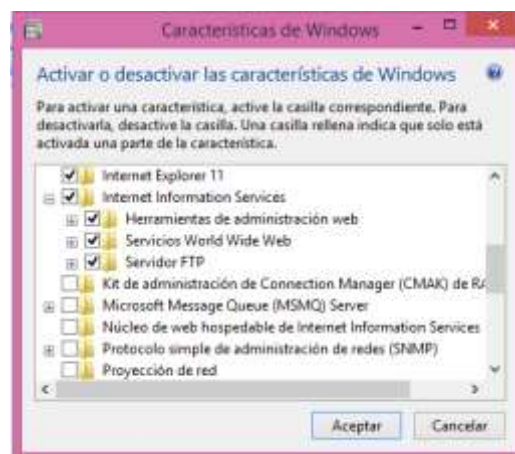 Características de Windows
Activar o desactivar las características de Windows
Para activar una característica, active la casilla correspondiente. Para
desactivarla, desactive la casilla. Una casilla rellena indica que solo está
activada una parte de la característica.
Internet Explorer 11
Internet Information Services
Herramientas de administración web
Servicios World Wide Web
Servidor FTP
Kit de administración de Connection Manager (CMAK) de RA
Microsoft Message Queue (MSMQ) Server
Núcleo de web hospedable de Internet Information Services
Protocolo simple de administración de redes (SNMP)
Proyección de red
Aceptar
Cancelar